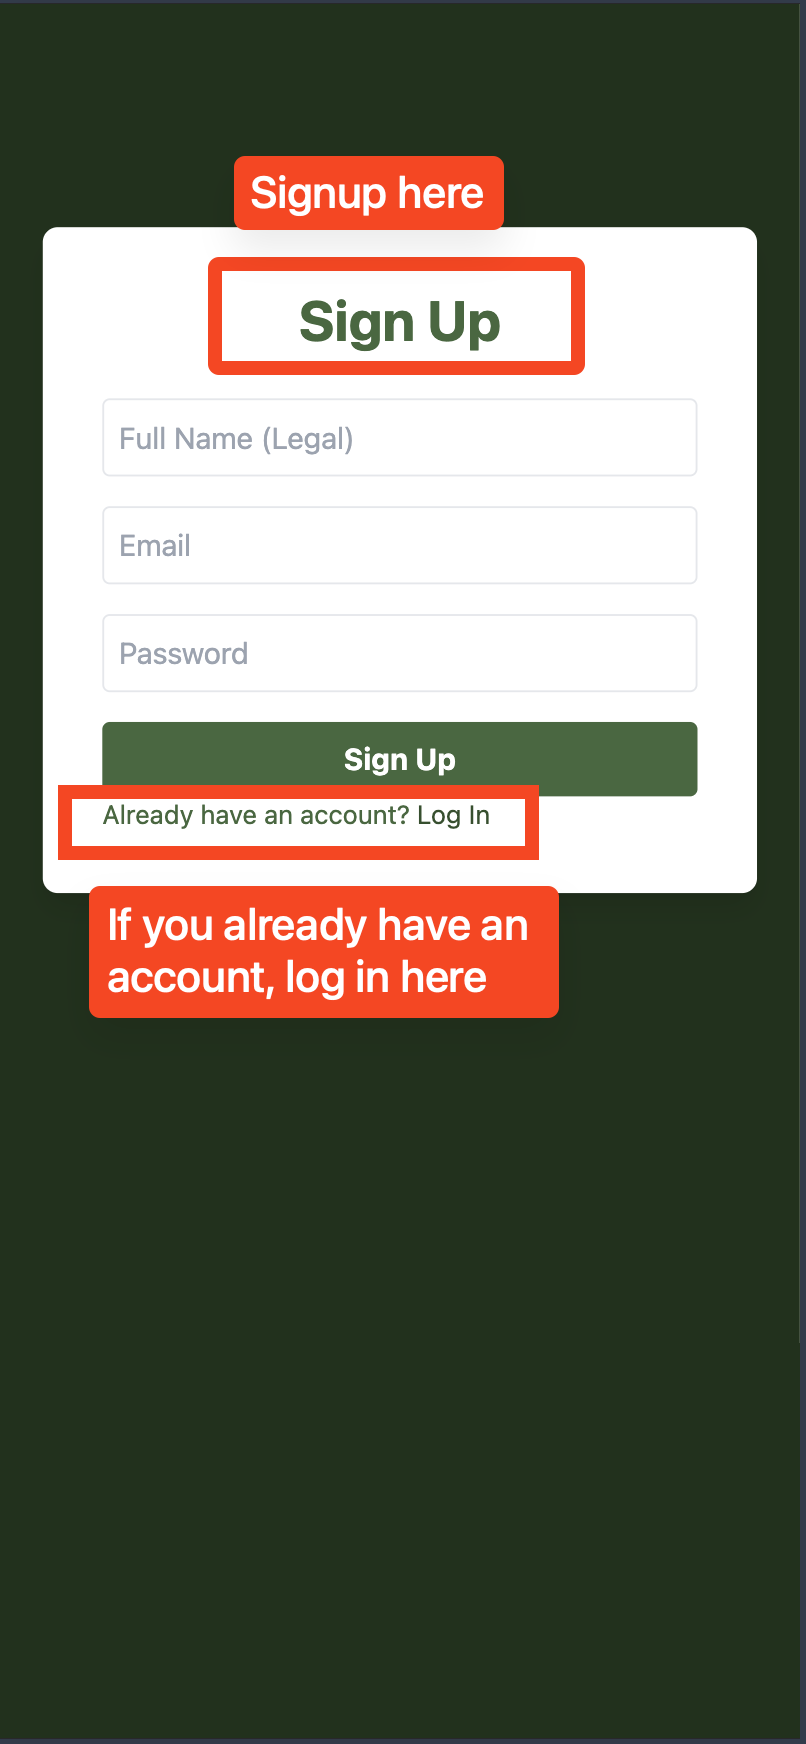 Signup here
Sign Up
Full Name (Legal)
Email
Password
Sign Up
Already have an account? Log In
If you already have an
account, log in here